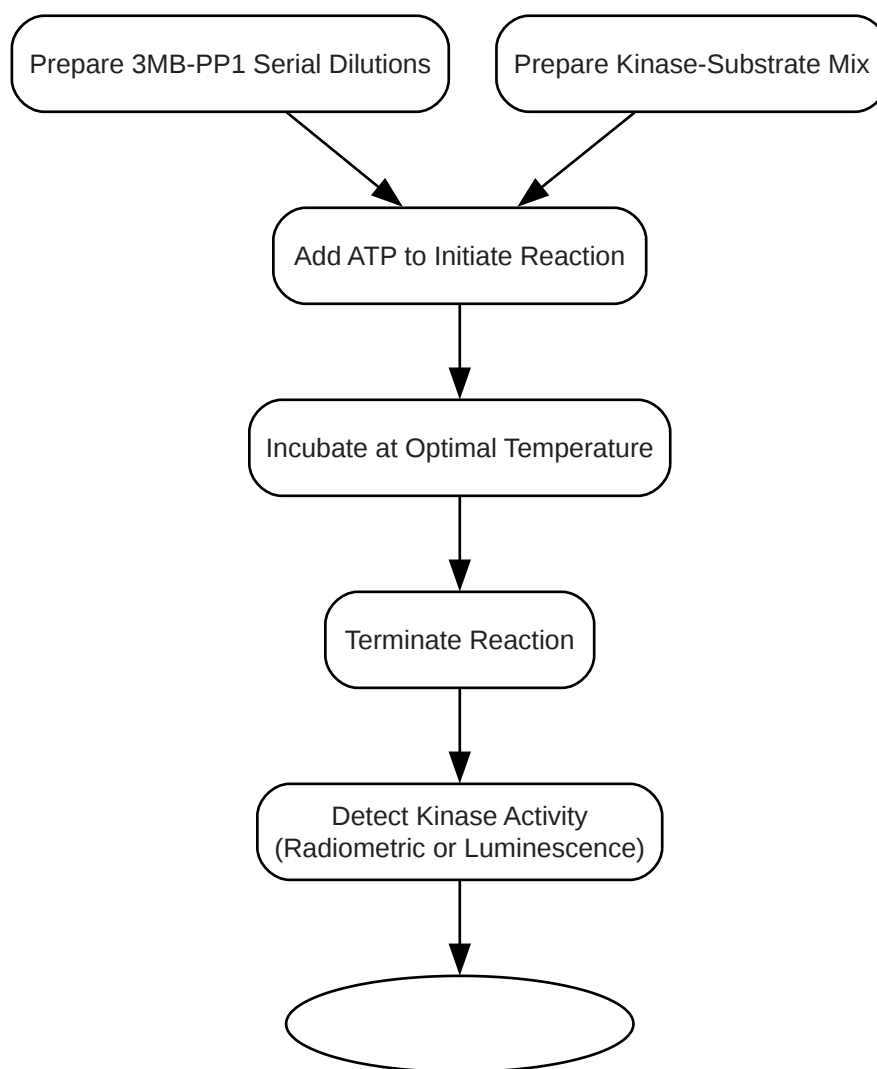 Prepare 3MB-PP1 Serial Dilutions
Prepare Kinase-Substrate Mix
Add ATP to Initiate Reaction
Incubate at Optimal Temperature
Terminate Reaction
Detect Kinase Activity
(Radiometric or Luminescence)